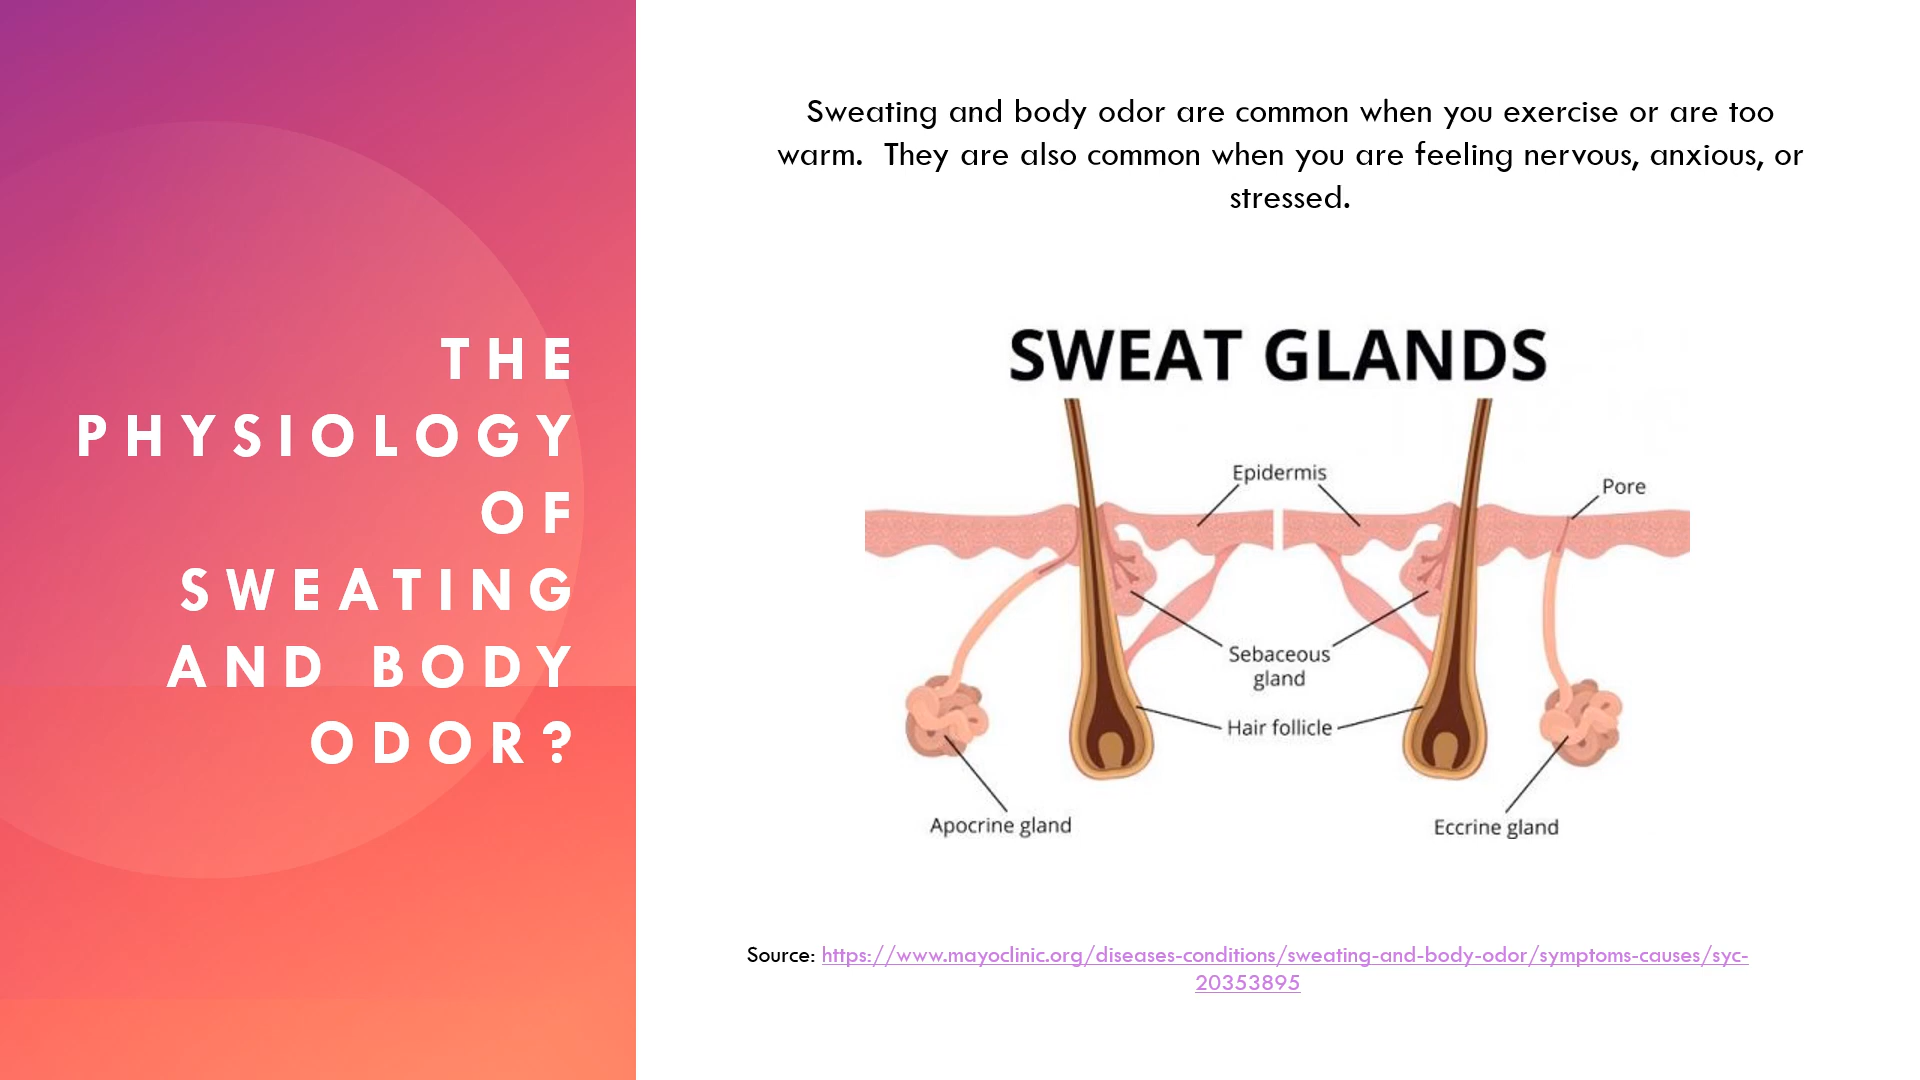 THE
PHYSIOLOGY
OF
SWEATING
AND BODY
ODOR?
Sweating and body odor are common when you exercise or are too
warm.  They are also common when you are feeling nervous, anxious, or
stressed.
SWEAT GLANDS
Epidermis
Pore
Sebaceous
gland
Hair follicle
Apocrine gland
Eccrine gland
Source: https://www.mayoclinic.org/diseases-conditions/sweating-and-body-odor/symptoms-causes/syc-
20353895